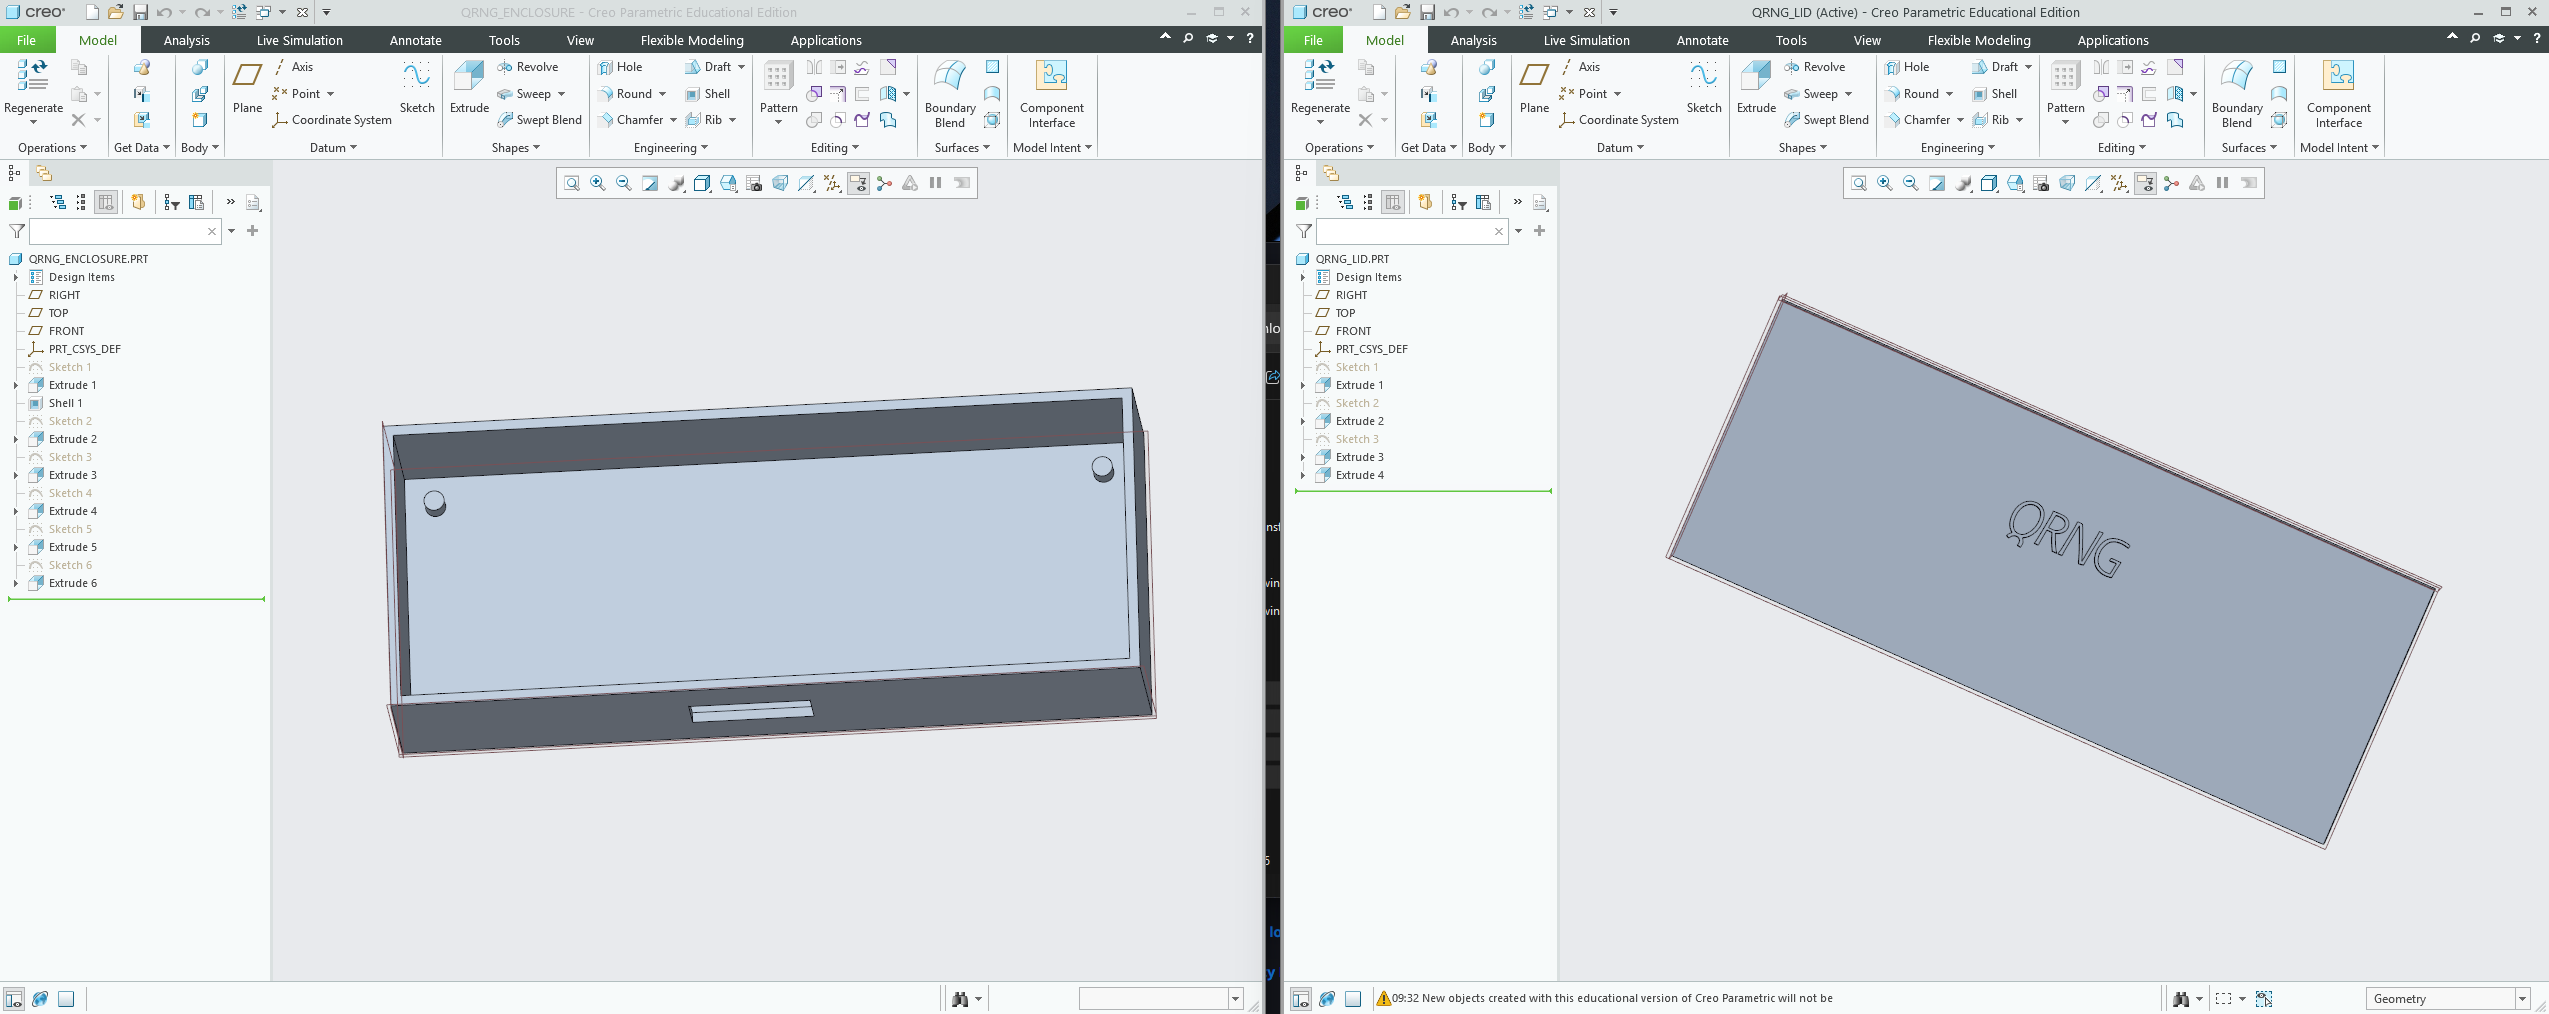 creo°
QRNG_ENCLOSURE - Creo Parametric Educational Edition
File
Model
Analysis
Live Simulation
Annotate
Tools
View
Flexible Modeling
Applications
Regenerate
Operations
Get Data
Body
Plane
Axis
Point
Coordinate System
Sketch
Datum
Extrude
Revolve
Sweep
Swept Blend
Shapes
Hole
Round
Chamfer
Draft
Shell
Rib
Engineering
Pattern
Editing
Boundary
Blend
Surfaces
Component
Interface
Model Intent
QRNG_ENCLOSURE.PRT
Design Items
RIGHT
TOP
FRONT
PRT_CSYS_DEF
Sketch 1
Extrude 1
Shell 1
Sketch 2
Extrude 2
Sketch 3
Extrude 3
Sketch 4
Extrude 4
Sketch 5
Extrude 5
Sketch 6
Extrude 6
creo°
QRNG_LID (Active) - Creo Parametric Educational Edition
File
Model
Analysis
Live Simulation
Annotate
Tools
View
Flexible Modeling
Applications
Regenerate
Operations
Get Data
Body
Plane
Axis
Point
Coordinate System
Sketch
Datum
Extrude
Revolve
Sweep
Swept Blend
Shapes
Hole
Round
Chamfer
Draft
Shell
Rib
Engineering
Pattern
Editing
Boundary
Blend
Surfaces
Component
Interface
Model Intent
QRNG_LID.PRT
Design Items
RIGHT
TOP
FRONT
PRT_CSYS_DEF
Sketch 1
Extrude 1
Sketch 2
Extrude 2
Sketch 3
Extrude 3
Extrude 4
QRNG
09:32 New objects created with this educational version of Creo Parametric will not be
Geometry